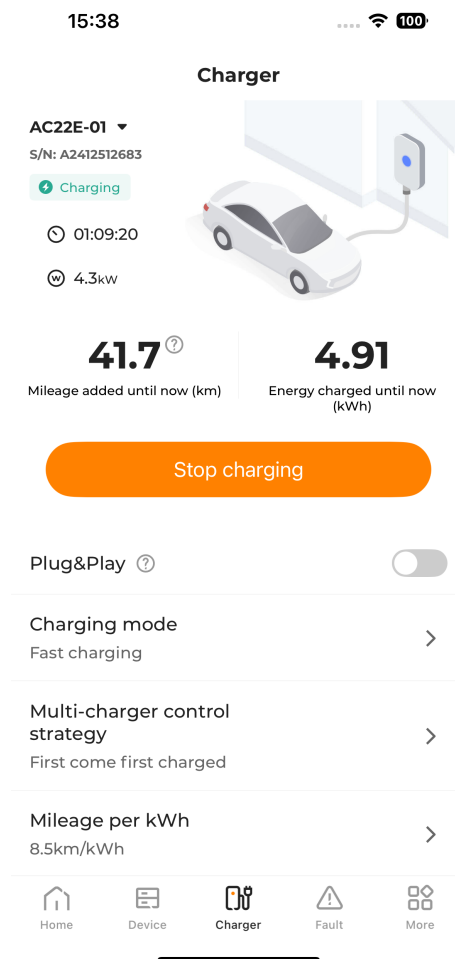 15:38
100
Charger
AC22E-01
S/N: A2412512683
Charging
01:09:20
W 4.3kW
41.7 ?
Mileage added until now (km)
4.91
Energy charged until now
(kWh)
Stop charging
Plug&Play ?
Charging mode
Fast charging
Multi-charger control
strategy
First come first charged
Mileage per kWh
8.5km/kWh
Home
Device
Charger
Fault
More